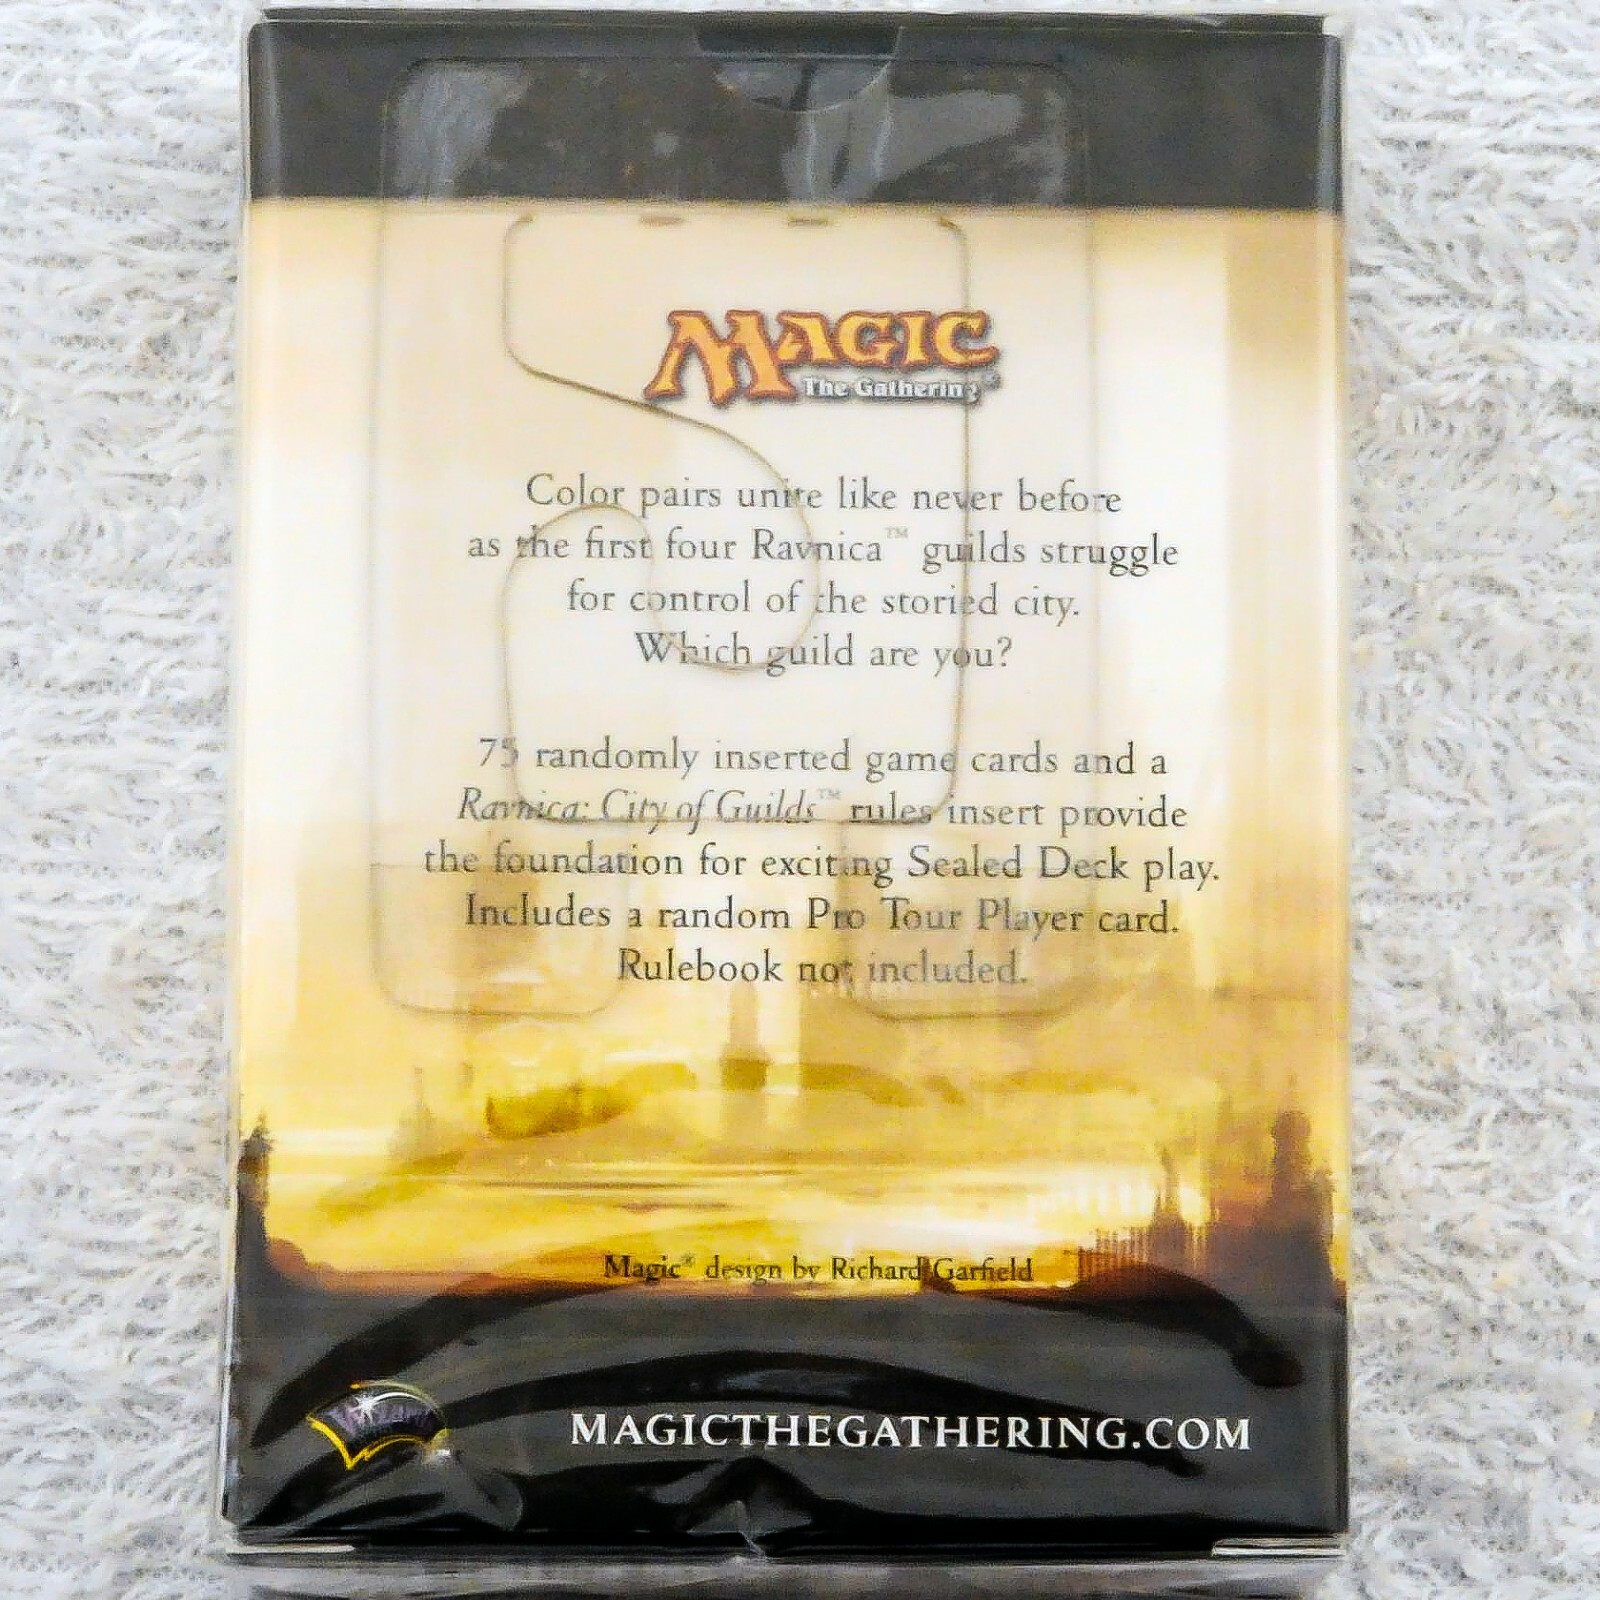 MAGIC
The Gathering®
Color pairs unite like never before
as the first four Ravnica™ guilds struggle
for control of the storied city.
Which guild are you?
75 randomly inserted game cards and a
Ravnica: City of Guilds™ rules insert provide
the foundation for exciting Sealed Deck play.
Includes a random Pro Tour Player card.
Rulebook not included.
Magic® design by Richard Garfield
Wizards
MAGICTHEGATHERING.COM